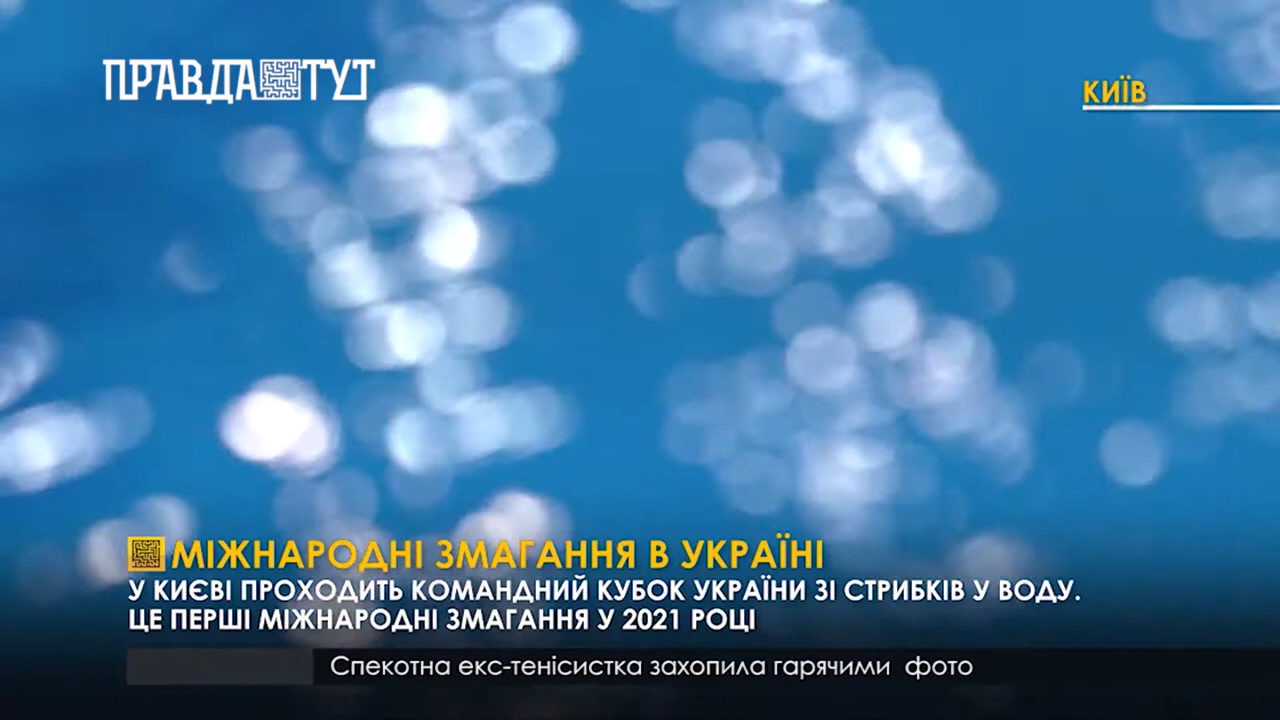 ПРАВДА ТУТ
КИЇВ
МІЖНАРОДНІ ЗМАГАННЯ В УКРАЇНІ
У КИЄВІ ПРОХОДИТЬ КОМАНДНИЙ КУБОК УКРАЇНИ ЗІ СТРИБКІВ У ВОДУ.
ЦЕ ПЕРШІ МІЖНАРОДНІ ЗМАГАННЯ У 2021 РОЦІ
Спекотна екс-тенісистка захопила гарячими фото